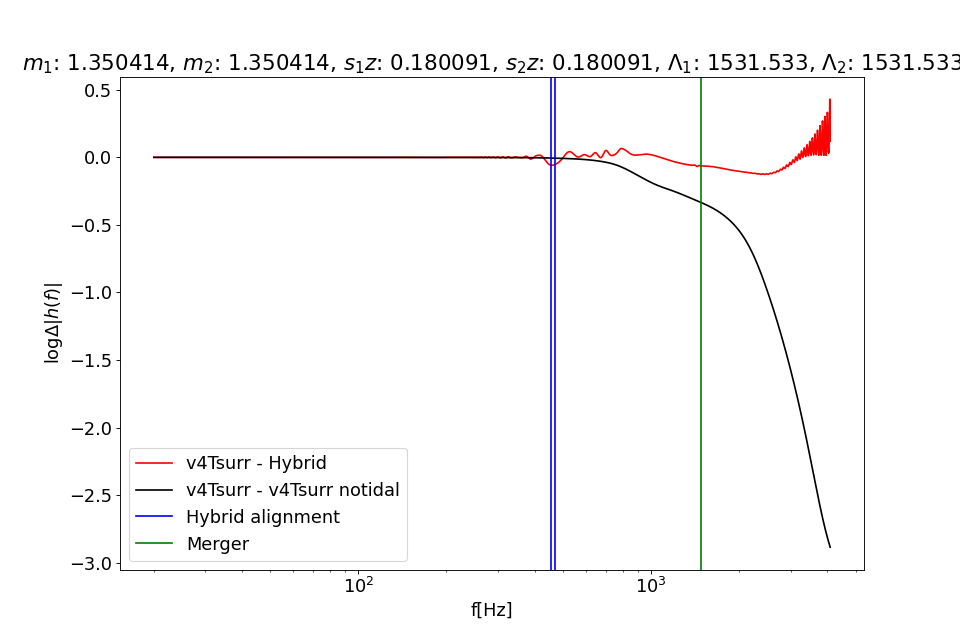 m₁: 1.350414, m₂: 1.350414, s₁z: 0.180091, s₂z: 0.180091, Λ₁: 1531.533, Λ₂: 1531.533
0.5
0.0
−0.5
−1.0
−1.5
−2.0
−2.5
−3.0
logΔ|h(f)|
v4Tsurr - Hybrid
v4Tsurr - v4Tsurr notidal
Hybrid alignment
Merger
10² 10³
f[Hz]